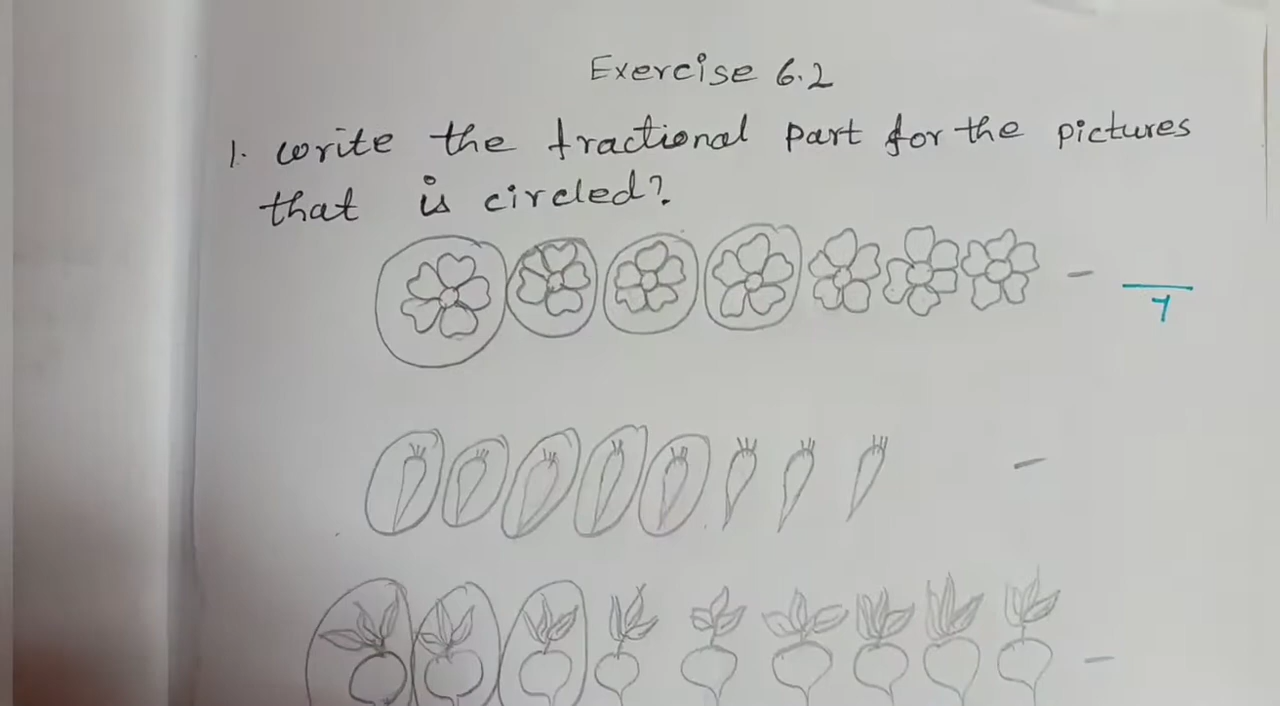 Exercise 6.2
1. write the fractional part for the pictures
that is circled?
7